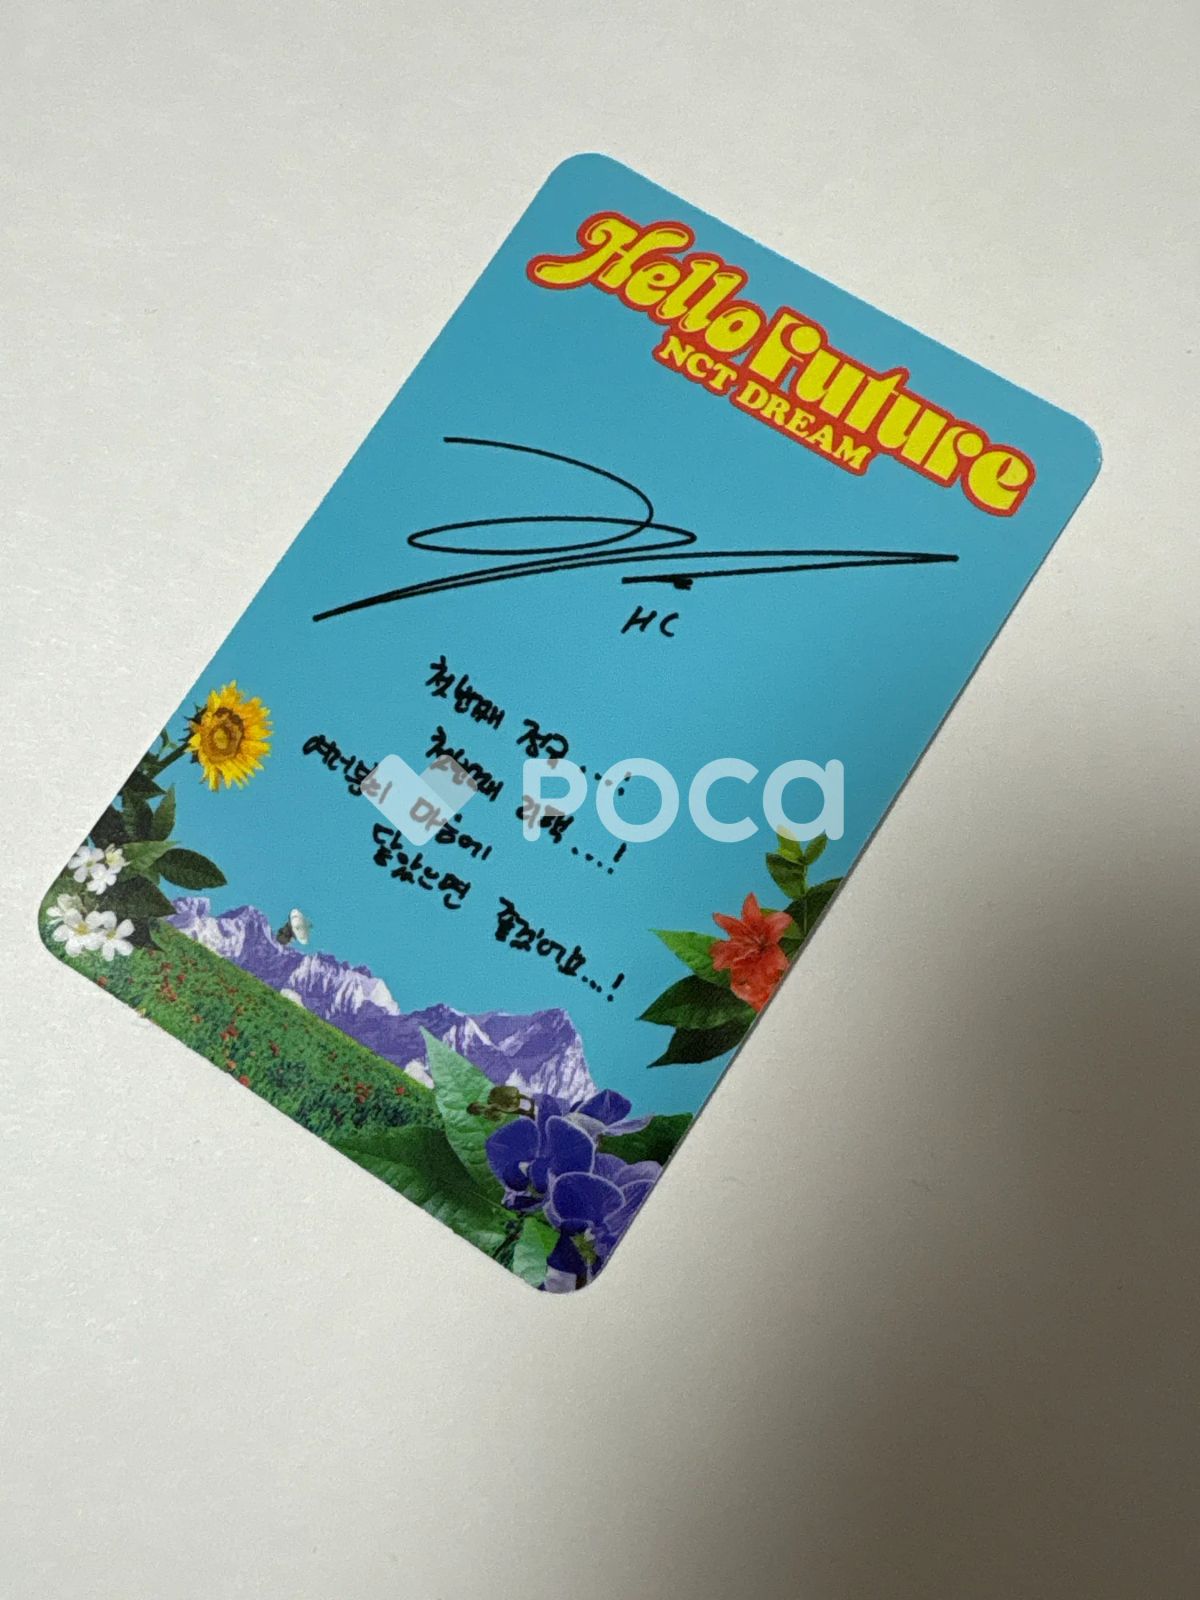 Hello Future
NCT DREAM
HC
첫번째 정규...!
첫번째 리팩...!
여러분의 마음에
닿았으면 좋겠어요...!
POCA